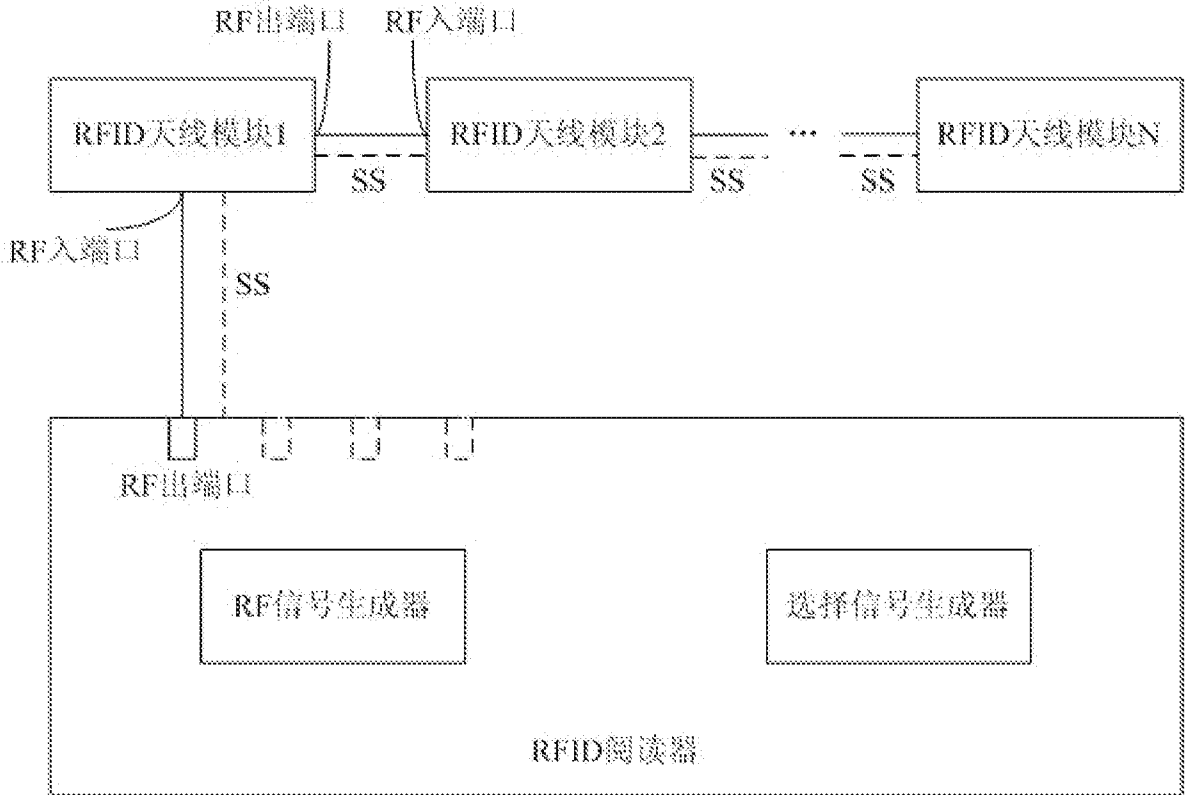 RF出端口 RF入端口
RFID天线模块1 RFID天线模块2 ... RFID天线模块N
SS SS SS
RF入端口
SS
RF出端口
RF信号生成器 选择信号生成器
RFID阅读器